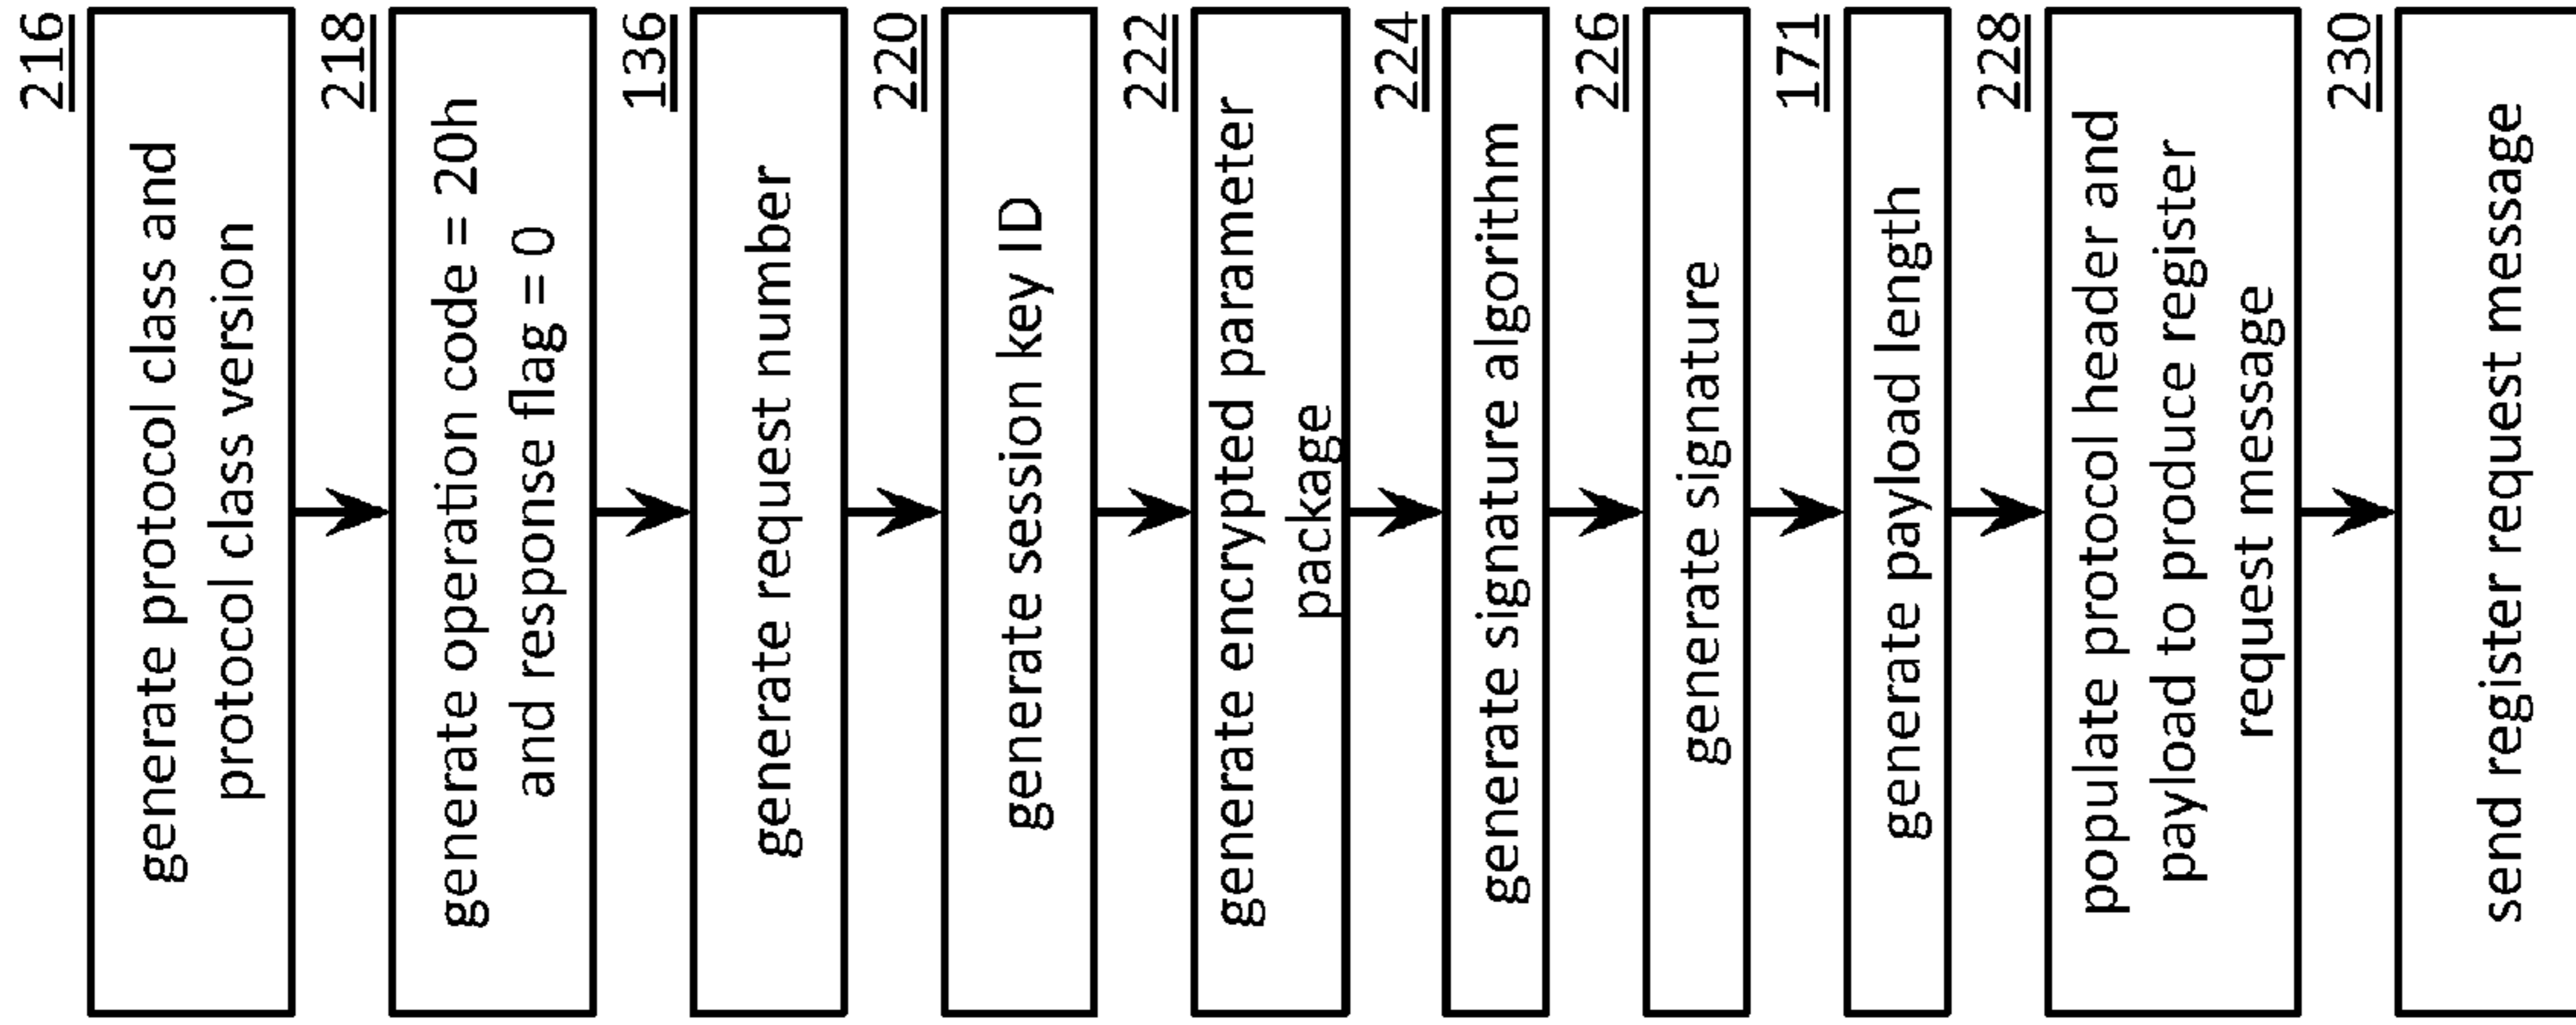 216
generate protocol class and
protocol class version
218
generate operation code = 20h
and response flag = 0
136
generate request number
220
generate session key ID
222
generate encrypted parameter
package
224
generate signature algorithm
226
generate signature
171
generate payload length
228
populate protocol header and
payload to produce register
request message
230
send register request message